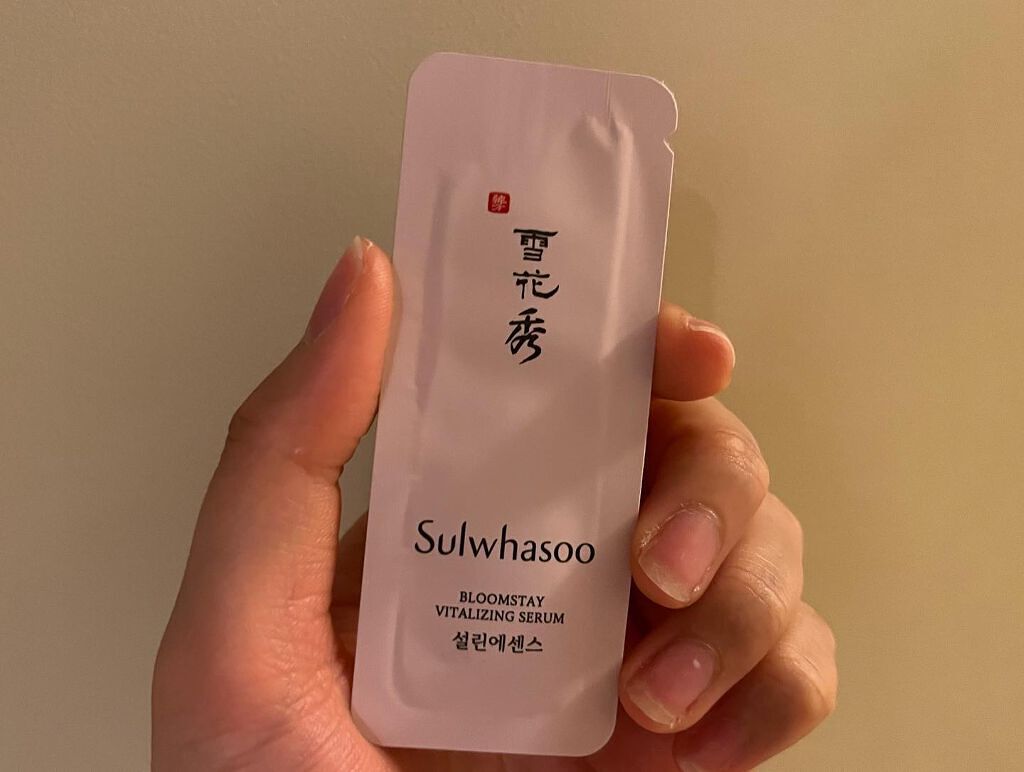 雪花秀
Sulwhasoo
BLOOMSTAY
VITALIZING SERUM
설린에센스